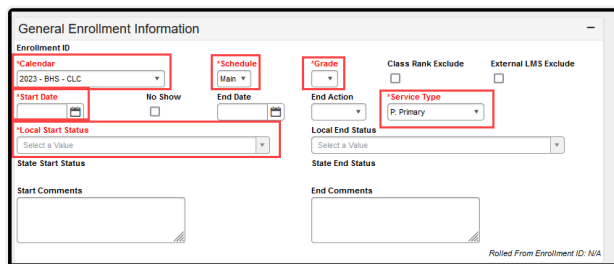 General Enrollment Information
Enrollment ID
*Calendar *Schedule *Grade Class Rank Exclude External LMS Exclude
2023 - BHS - CLC Main
*Start Date No Show End Date End Action *Service Type
P: Primary
*Local Start Status Local End Status
Select a Value Select a Value
State Start Status State End Status
Start Comments End Comments
Rolled From Enrollment ID: N/A